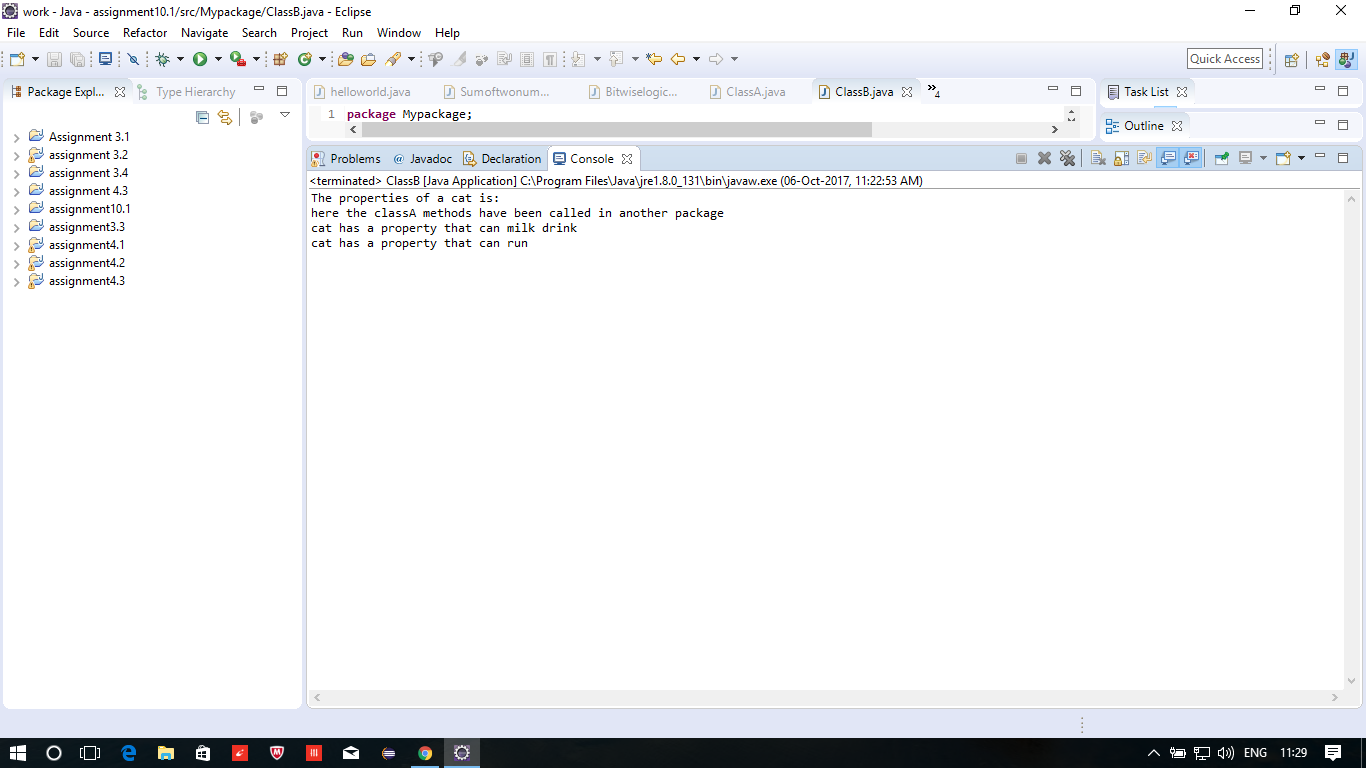 work - Java - assignment10.1/src/Mypackage/ClassB.java - Eclipse
File Edit Source Refactor Navigate Search Project Run Window Help
Quick Access
Package Expl... Type Hierarchy
helloworld.java Sumoftwonum... Bitwiselogic... ClassA.java ClassB.java »4
Task List
1 package Mypackage;
Outline
Assignment 3.1
assignment 3.2
assignment 3.4
assignment 4.3
assignment10.1
assignment3.3
assignment4.1
assignment4.2
assignment4.3
Problems @ Javadoc Declaration Console
<terminated> ClassB [Java Application] C:\Program Files\Java\jre1.8.0_131\bin\javaw.exe (06-Oct-2017, 11:22:53 AM)
The properties of a cat is:
here the classA methods have been called in another package
cat has a property that can milk drink
cat has a property that can run
ENG 11:29